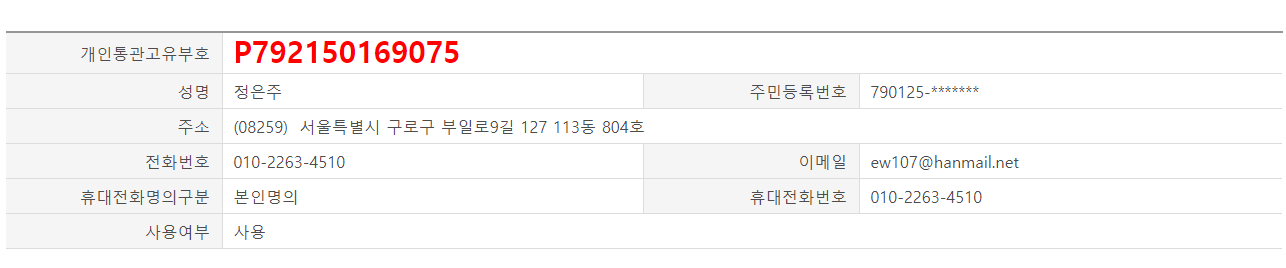 개인통관고유부호 P792150169075
성명 정은주 주민등록번호 790125-*******
주소 (08259) 서울특별시 구로구 부일로9길 127 113동 804호
전화번호 010-2263-4510 이메일 ew107@hanmail.net
휴대전화명의구분 본인명의 휴대전화번호 010-2263-4510
사용여부 사용